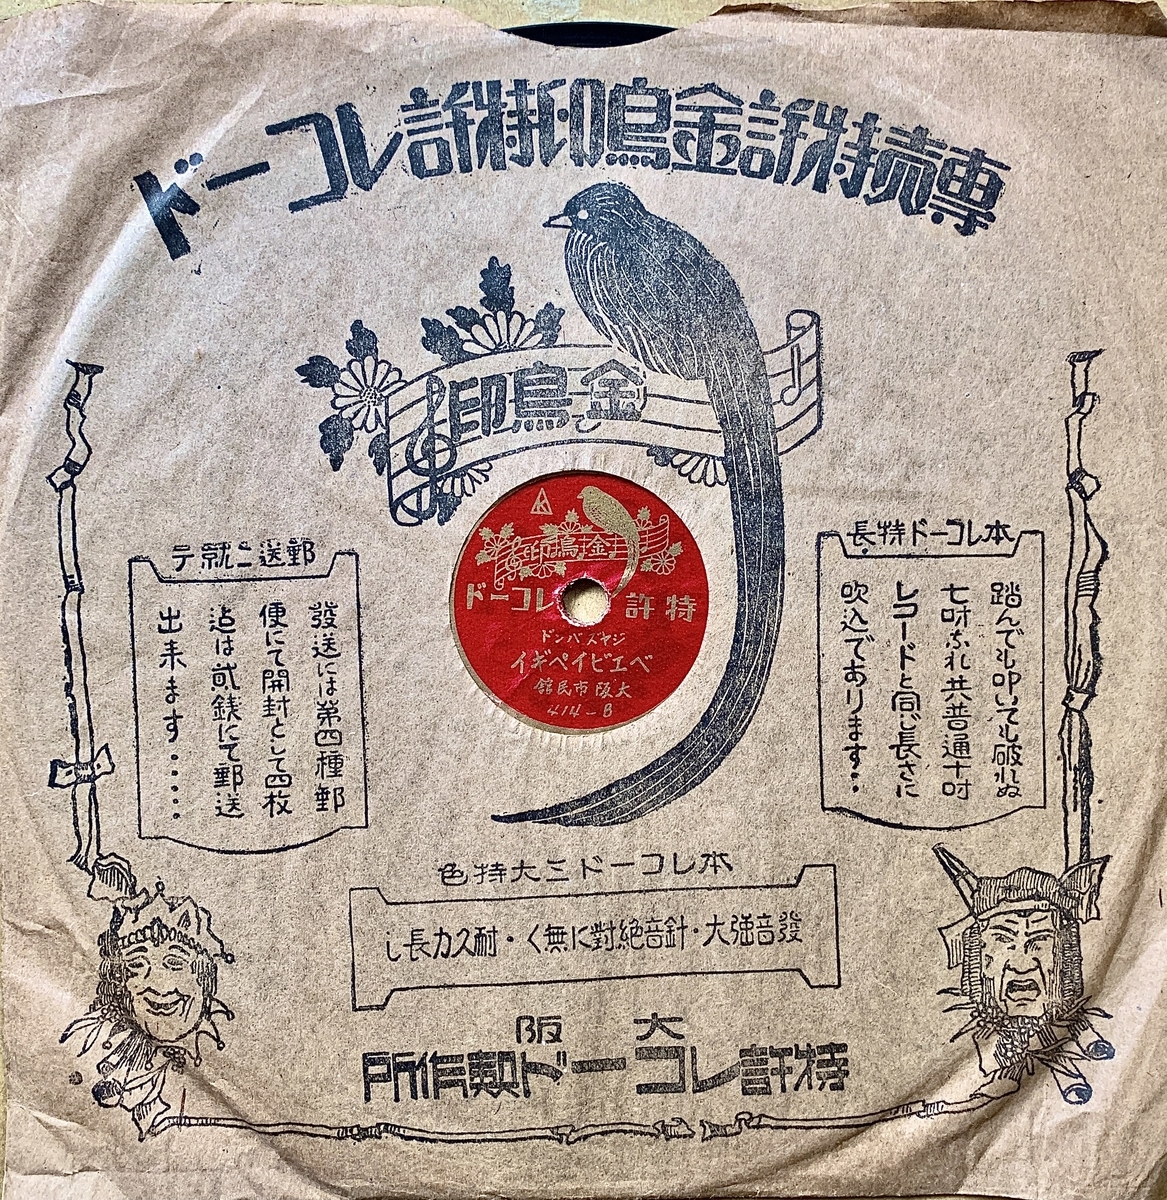 專賣特許金鳥印特許レコード
金鳥印
金鳥印
特許レコード
ジヤズバンド
ベエビイペギイ
大阪市民館
414-B
本レコード特長
踏んでも叩いても破れぬ
七吋なれ共普通十吋
レコードと同じ長さに
吹込であります・・
郵送ニ就テ
發送には第四種郵
便にて開封として四枚
迄は貳銭にて郵送
出来ます・・・・・
本レコード三大特色
發音強大・針音絶對に無く・耐久力長し
大阪
特許レコード製作所